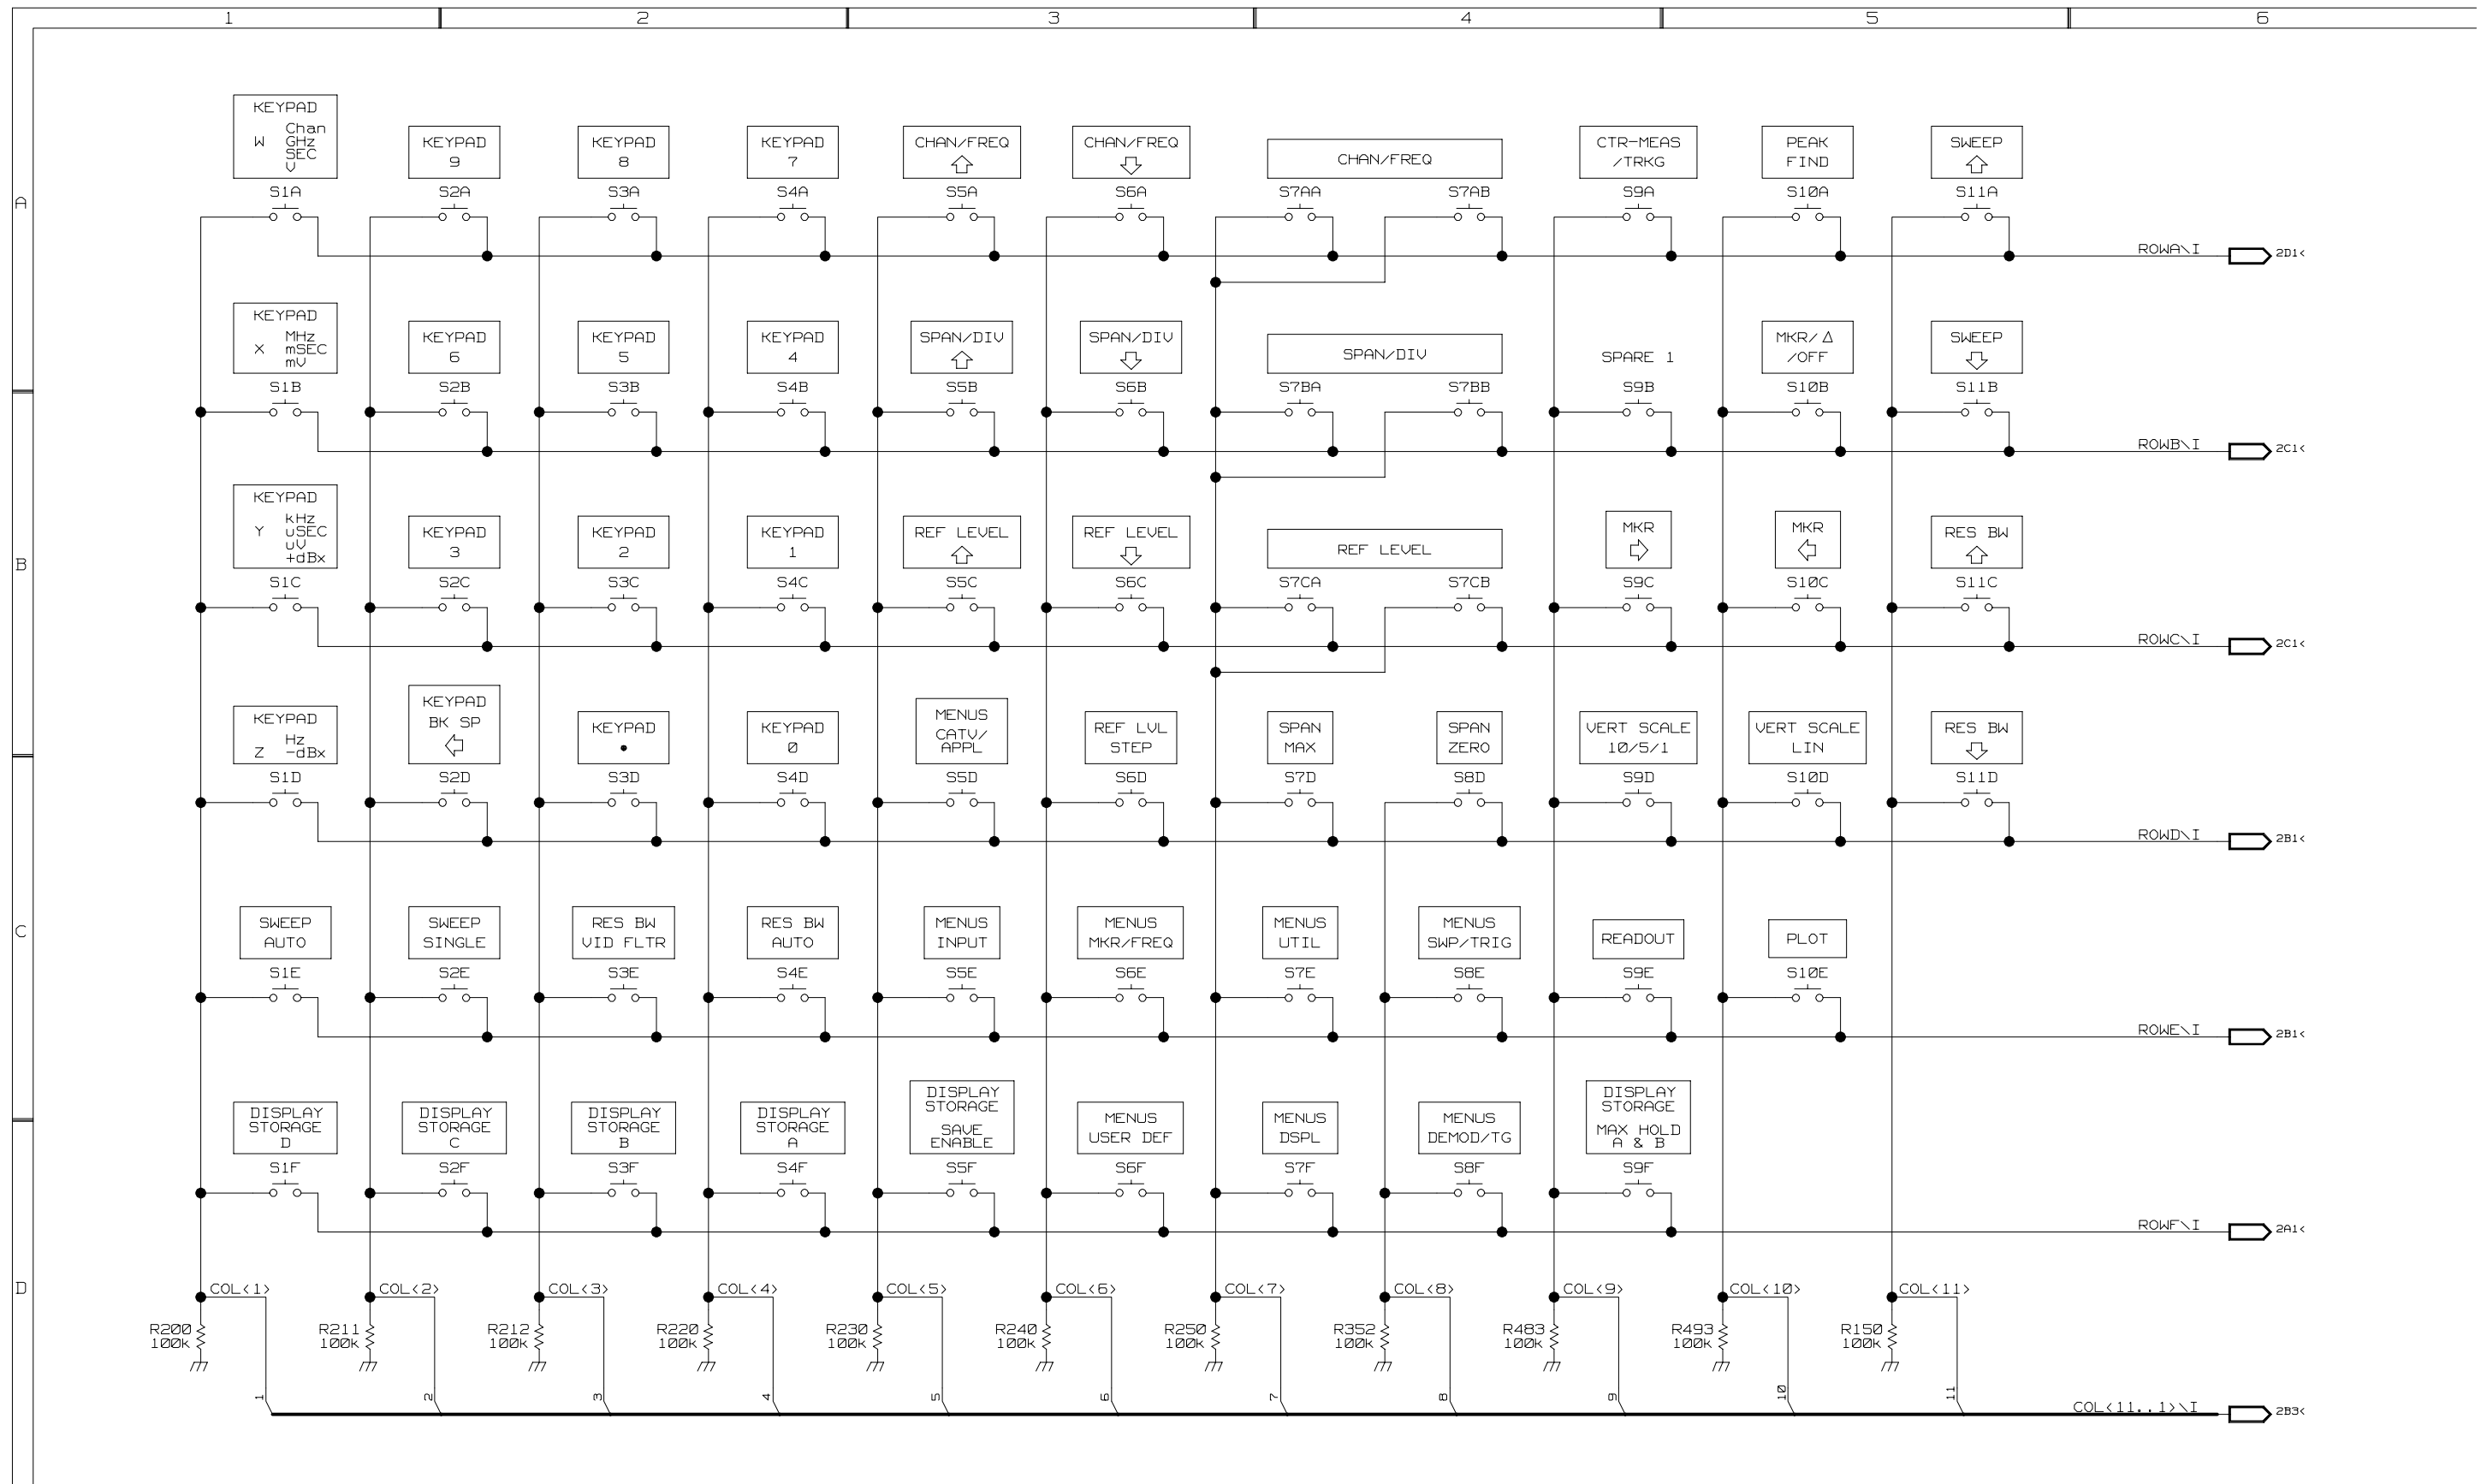 1 2 3 4 5 6
A
KEYPAD
W Chan
GHz
SEC
V
KEYPAD
9
KEYPAD
8
KEYPAD
7
CHAN/FREQ
CHAN/FREQ
CHAN/FREQ
CTR-MEAS
/TRKG
PEAK
FIND
SWEEP
S1A S2A S3A S4A S5A S6A S7AA S7AB S9A S10A S11A
ROWA\I 2D1<
KEYPAD
X MHz
mSEC
mV
KEYPAD
6
KEYPAD
5
KEYPAD
4
SPAN/DIV
SPAN/DIV
SPAN/DIV
SPARE 1
MKR/Δ
/OFF
SWEEP
S1B S2B S3B S4B S5B S6B S7BA S7BB S9B S10B S11B
ROWB\I 2C1<
B
KEYPAD
Y kHz
uSEC
uV
+dBx
KEYPAD
3
KEYPAD
2
KEYPAD
1
REF LEVEL
REF LEVEL
REF LEVEL
MKR
MKR
RES BW
S1C S2C S3C S4C S5C S6C S7CA S7CB S9C S10C S11C
ROWC\I 2C1<
KEYPAD
Z Hz
-dBx
KEYPAD
BK SP
KEYPAD
•
KEYPAD
0
MENUS
CATV/
APPL
REF LVL
STEP
SPAN
MAX
SPAN
ZERO
VERT SCALE
10/5/1
VERT SCALE
LIN
RES BW
S1D S2D S3D S4D S5D S6D S7D S8D S9D S10D S11D
ROWD\I 2B1<
C
SWEEP
AUTO
SWEEP
SINGLE
RES BW
VID FLTR
RES BW
AUTO
MENUS
INPUT
MENUS
MKR/FREQ
MENUS
UTIL
MENUS
SWP/TRIG
READOUT
PLOT
S1E S2E S3E S4E S5E S6E S7E S8E S9E S10E
ROWE\I 2B1<
DISPLAY
STORAGE
D
DISPLAY
STORAGE
C
DISPLAY
STORAGE
B
DISPLAY
STORAGE
A
DISPLAY
STORAGE
SAVE
ENABLE
MENUS
USER DEF
MENUS
DSPL
MENUS
DEMOD/TG
DISPLAY
STORAGE
MAX HOLD
A & B
S1F S2F S3F S4F S5F S6F S7F S8F S9F
ROWF\I 2A1<
D
COL<1> COL<2> COL<3> COL<4> COL<5> COL<6> COL<7> COL<8> COL<9> COL<10> COL<11>
R200 R211 R212 R220 R230 R240 R250 R352 R483 R493 R150
100k 100k 100k 100k 100k 100k 100k 100k 100k 100k 100k
1 2 3 4 5 6 7 8 9 10 11
COL<11..1>\I 2B3<